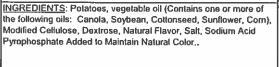 INGREDIENTS: Potatoes, vegetable oil (Contains one or more of
the following oils: Canola, Soybean, Cottonseed, Sunflower, Corn),
Modified Cellulose, Dextrose, Natural Flavor, Salt, Sodium Acid
Pyrophosphate Added to Maintain Natural Color..